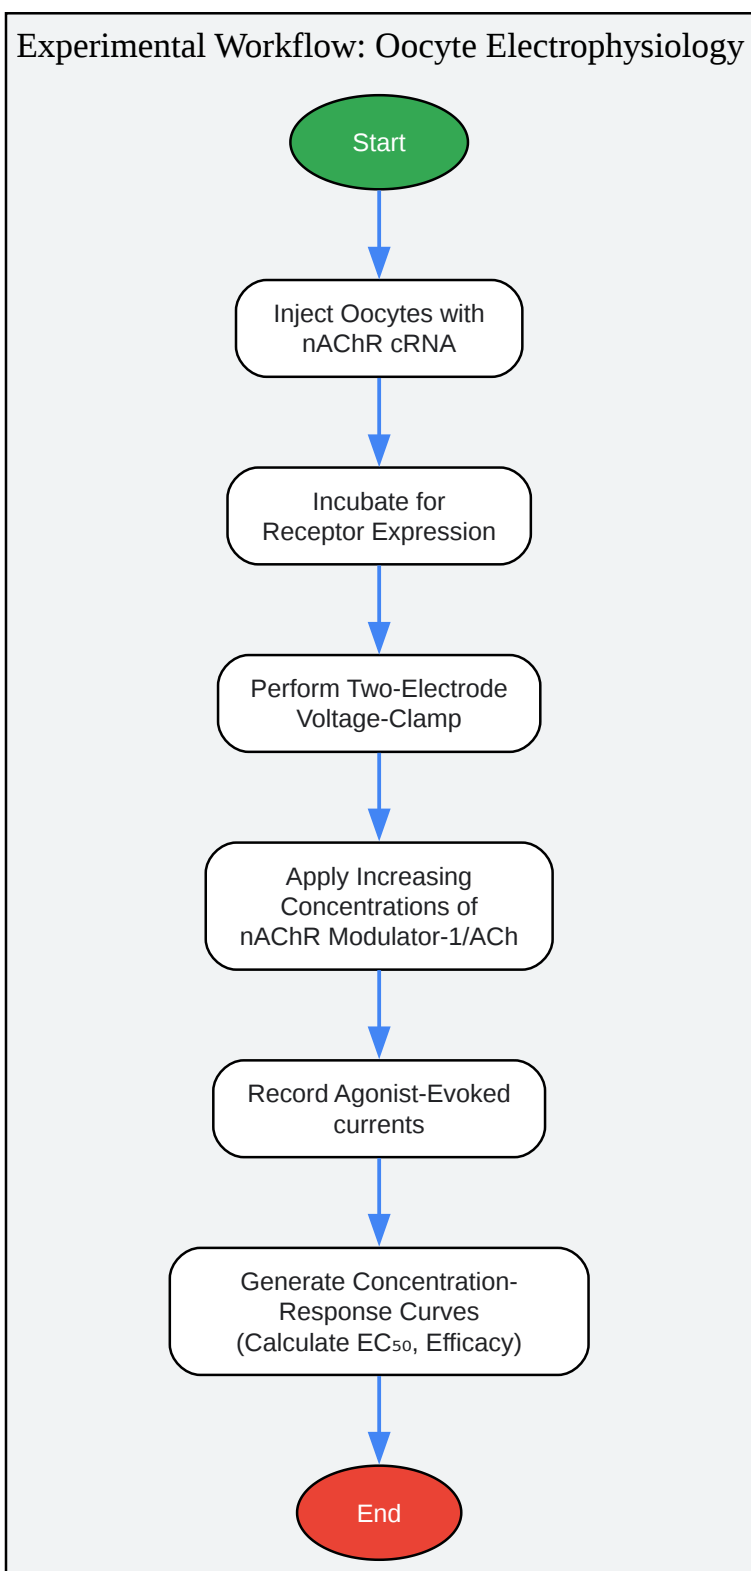 Experimental Workflow: Oocyte Electrophysiology
Start
Inject Oocytes with
nAChR cRNA
Incubate for
Receptor Expression
Perform Two-Electrode
Voltage-Clamp
Apply Increasing
Concentrations of
nAChR Modulator-1/ACh
Record Agonist-Evoked
currents
Generate Concentration-
Response Curves
(Calculate EC₅₀, Efficacy)
End